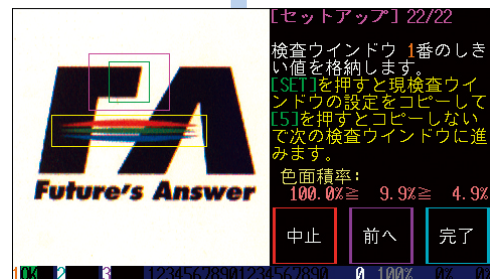 [セットアップ] 22/22
検査ウインドウ 1番のしき
い値を格納します。
[SET]を押すと現検査ウイ
ンドウの設定をコピーして
[5]を押すとコピーしない
で次の検査ウインドウに進
みます。
色面積率:
100.0%≧ 9.9%≧ 4.9%
中止 前へ 完了
FA
Future's Answer
1OK 2 3 12345678901234567890 0 100% 0% 0%